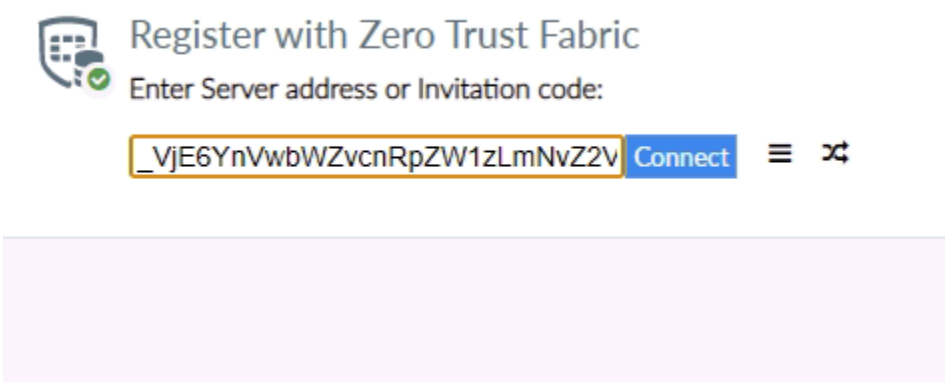 Register with Zero Trust Fabric
Enter Server address or Invitation code:
_VjE6YnVwbWZvcnRpZW1zLmNvZ2V Connect